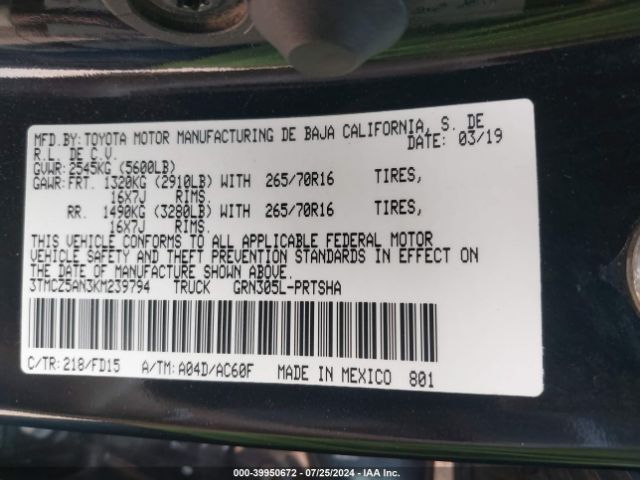 MFD.BY:TOYOTA MOTOR MANUFACTURING DE BAJA CALIFORNIA, S. DE
R.L. DE C.V. DATE: 03/19
GVWR:2545KG (5600LB)
GAWR:FRT. 1320KG (2910LB) WITH 265/70R16 TIRES,
16X7J RIMS.
RR. 1490KG (3280LB) WITH 265/70R16 TIRES,
16X7J RIMS.
THIS VEHICLE CONFORMS TO ALL APPLICABLE FEDERAL MOTOR
VEHICLE SAFETY AND THEFT PREVENTION STANDARDS IN EFFECT ON
THE DATE OF MANUFACTURE SHOWN ABOVE.
3TMCZ5AN3KM239794 TRUCK GRN305L-PRTSHA
C/TR:218/FD15 A/TM:A04D/AC60F MADE IN MEXICO 801
000-39950672 - 07/25/2024 - IAA Inc.